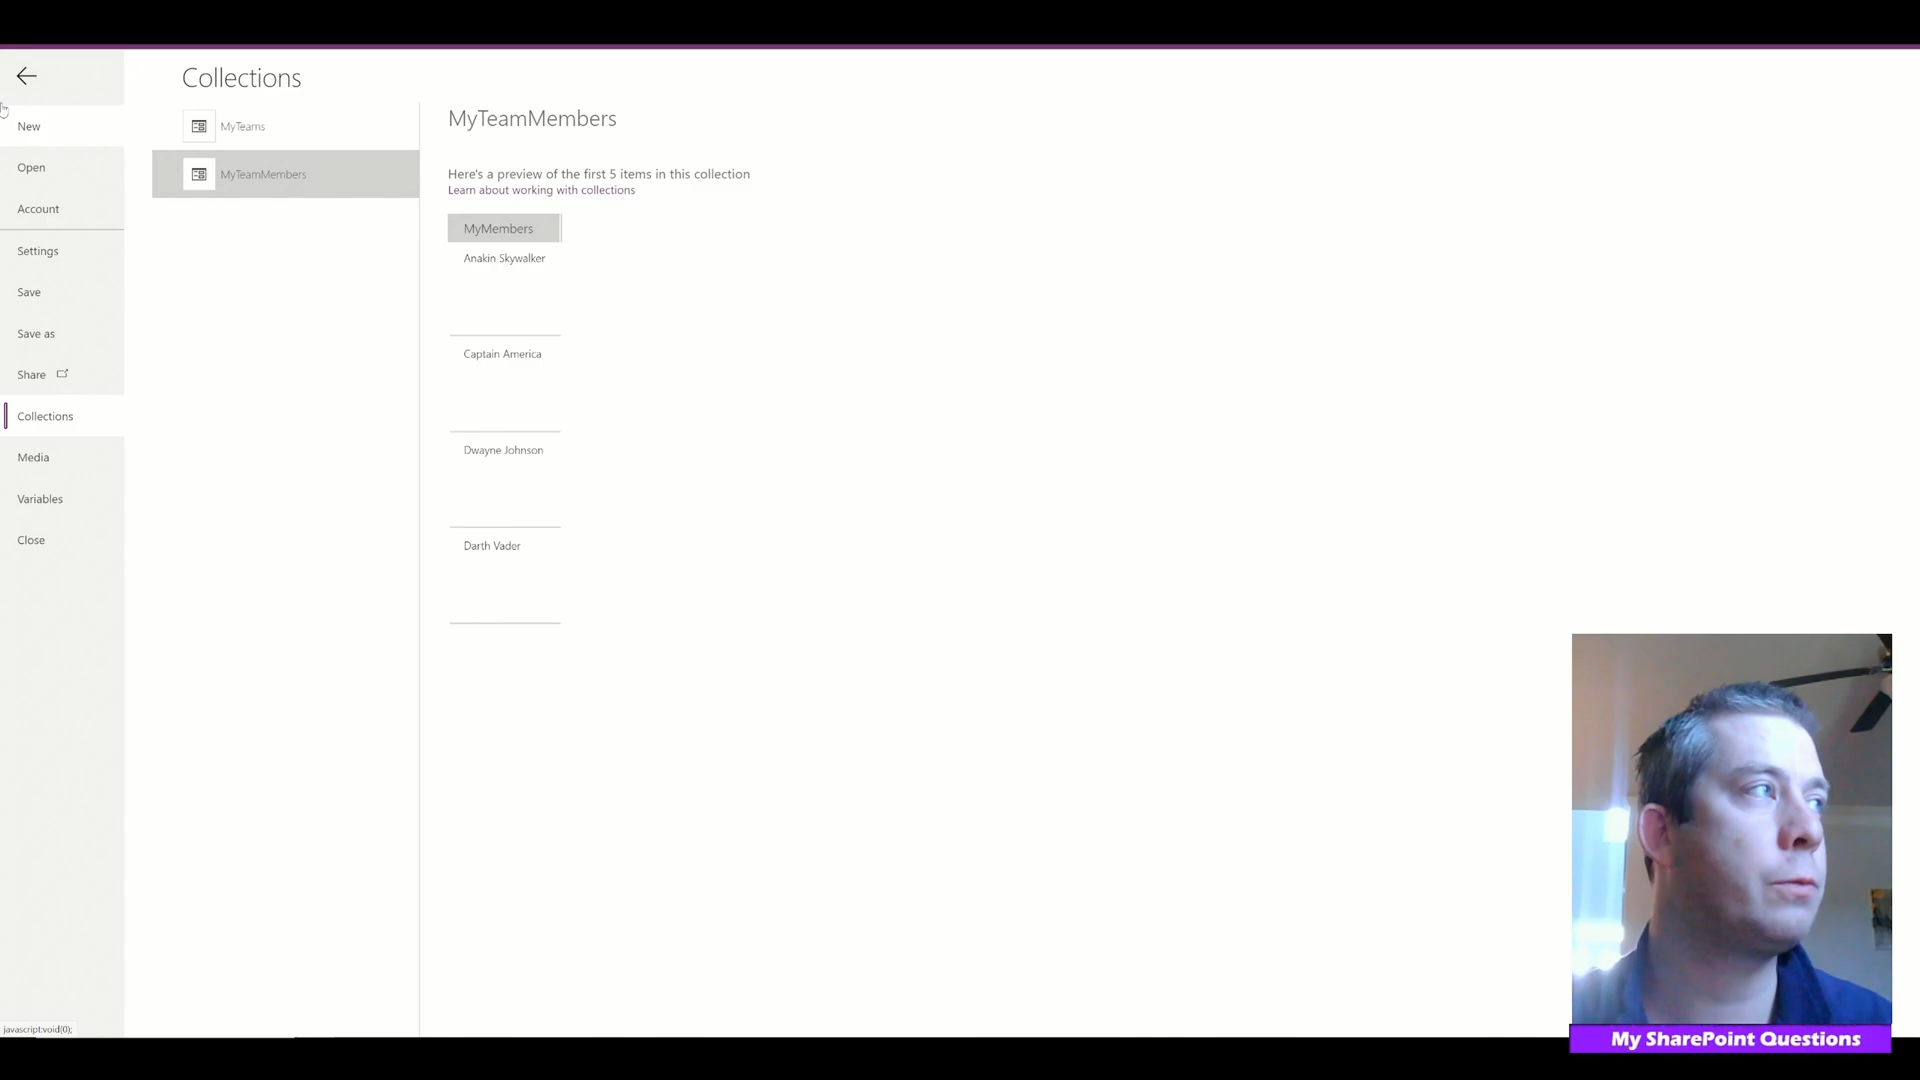 Collections
New
Open
Account
Settings
Save
Save as
Share
Collections
Media
Variables
Close
MyTeams
MyTeamMembers
MyTeamMembers
Here's a preview of the first 5 items in this collection
Learn about working with collections
MyMembers
Anakin Skywalker
Captain America
Dwayne Johnson
Darth Vader
javascript:void(0);
My SharePoint Questions